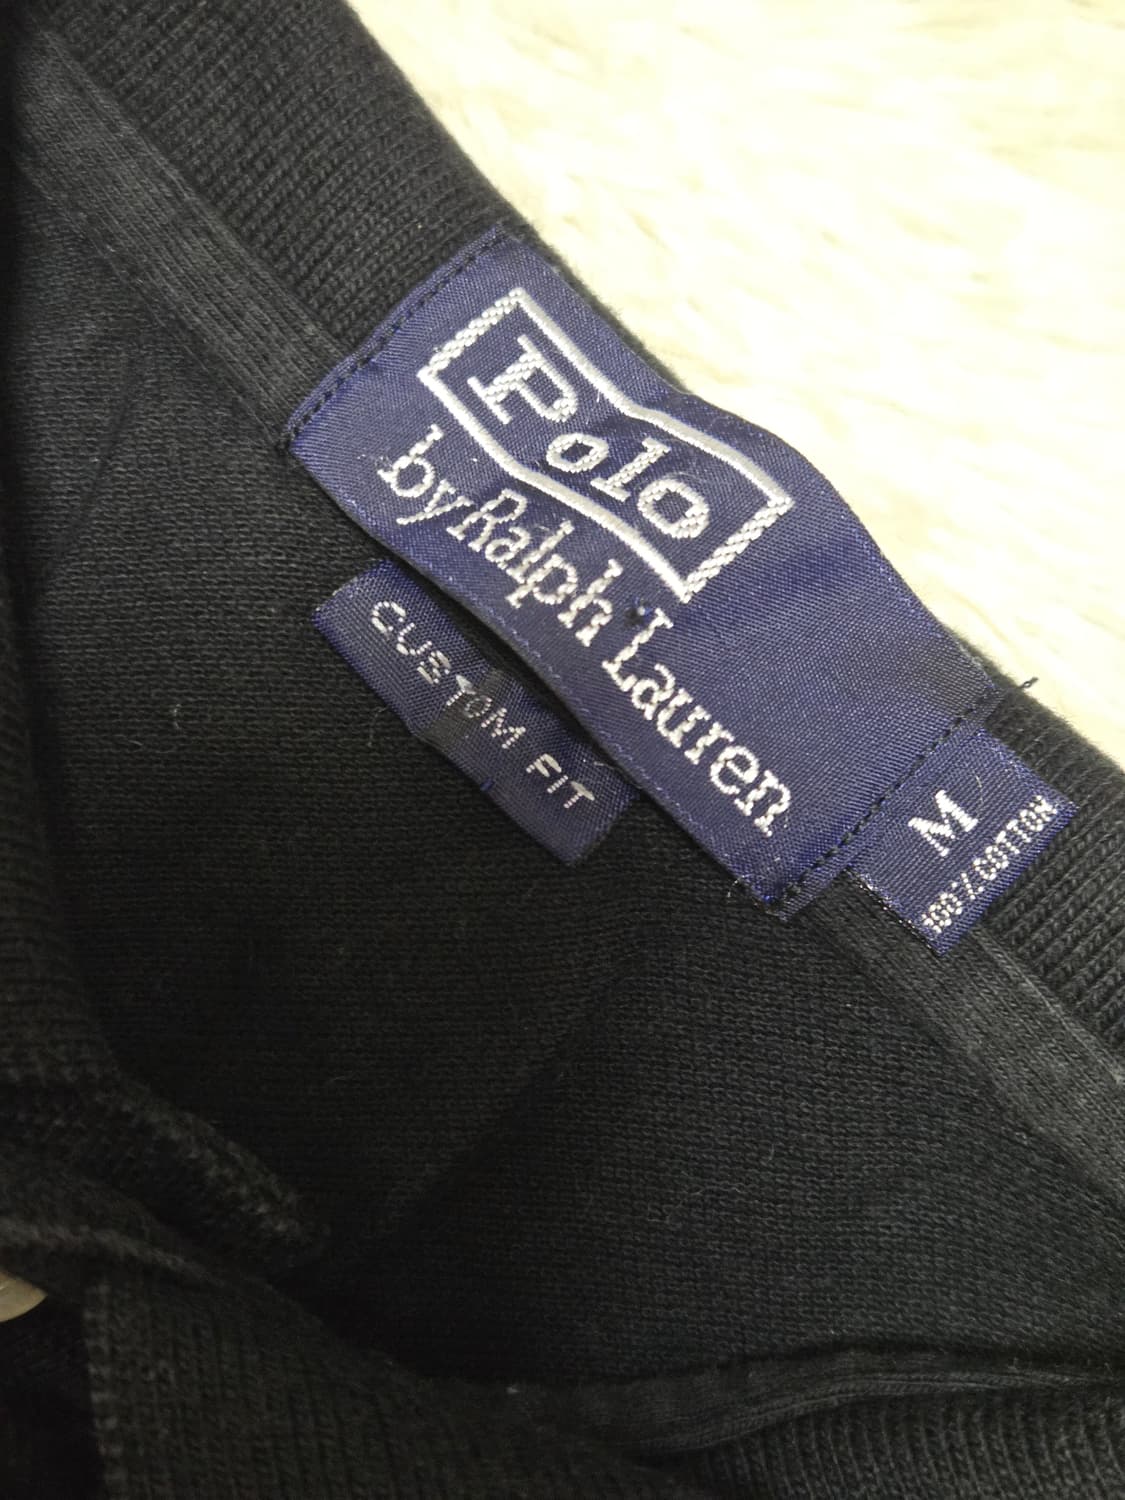 Polo
by Ralph Lauren
CUSTOM FIT
M
100% COTTON